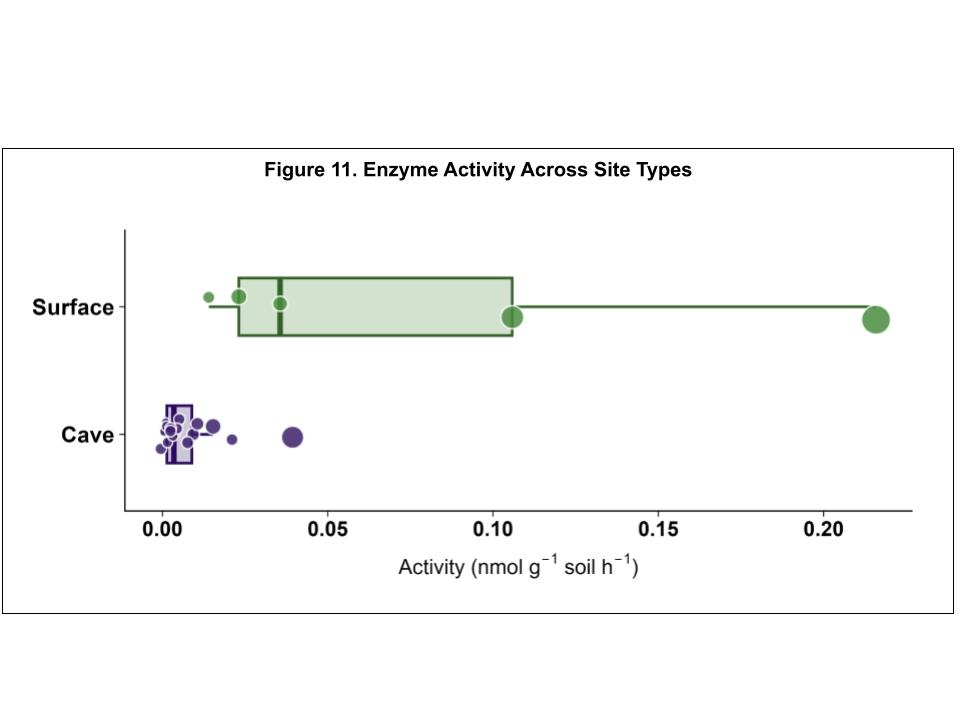 Figure 11. Enzyme Activity Across Site Types
Surface
Cave
0.00 0.05 0.10 0.15 0.20
Activity (nmol g⁻¹ soil h⁻¹)